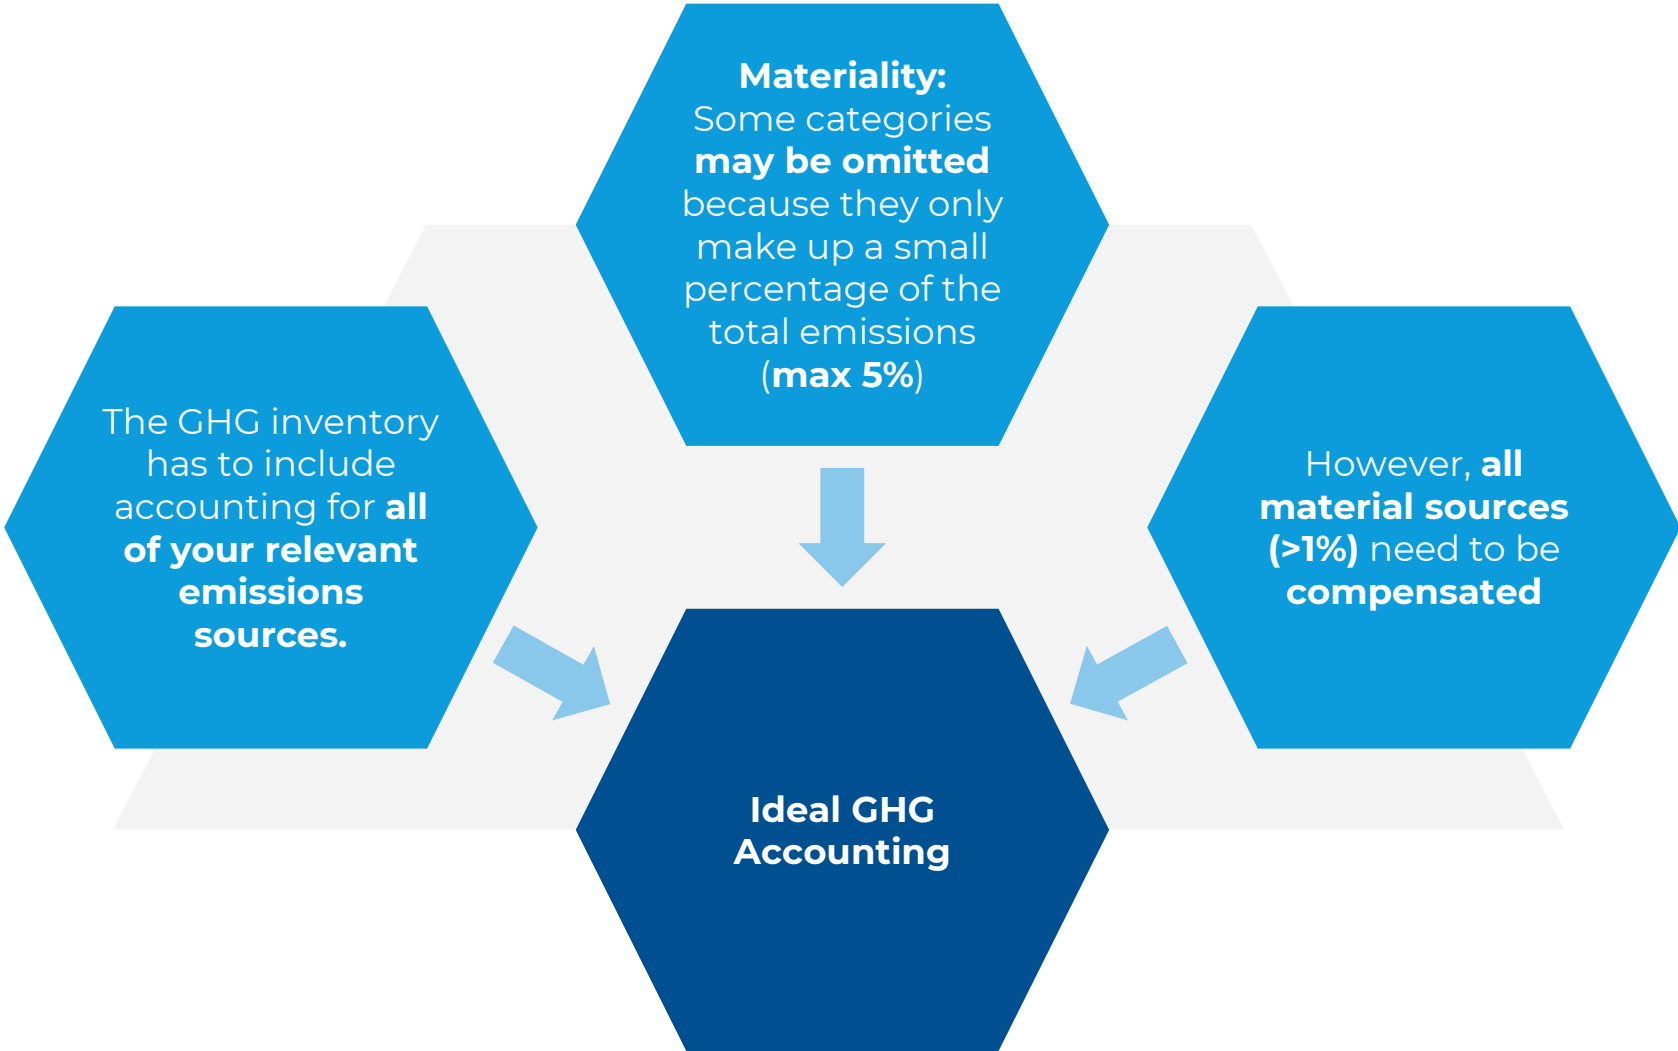 Materiality:
Some categories
may be omitted
because they only
make up a small
percentage of the
total emissions
(max 5%)
The GHG inventory
has to include
accounting for all
of your relevant
emissions
sources.
However, all
material sources
(>1%) need to be
compensated
Ideal GHG
Accounting